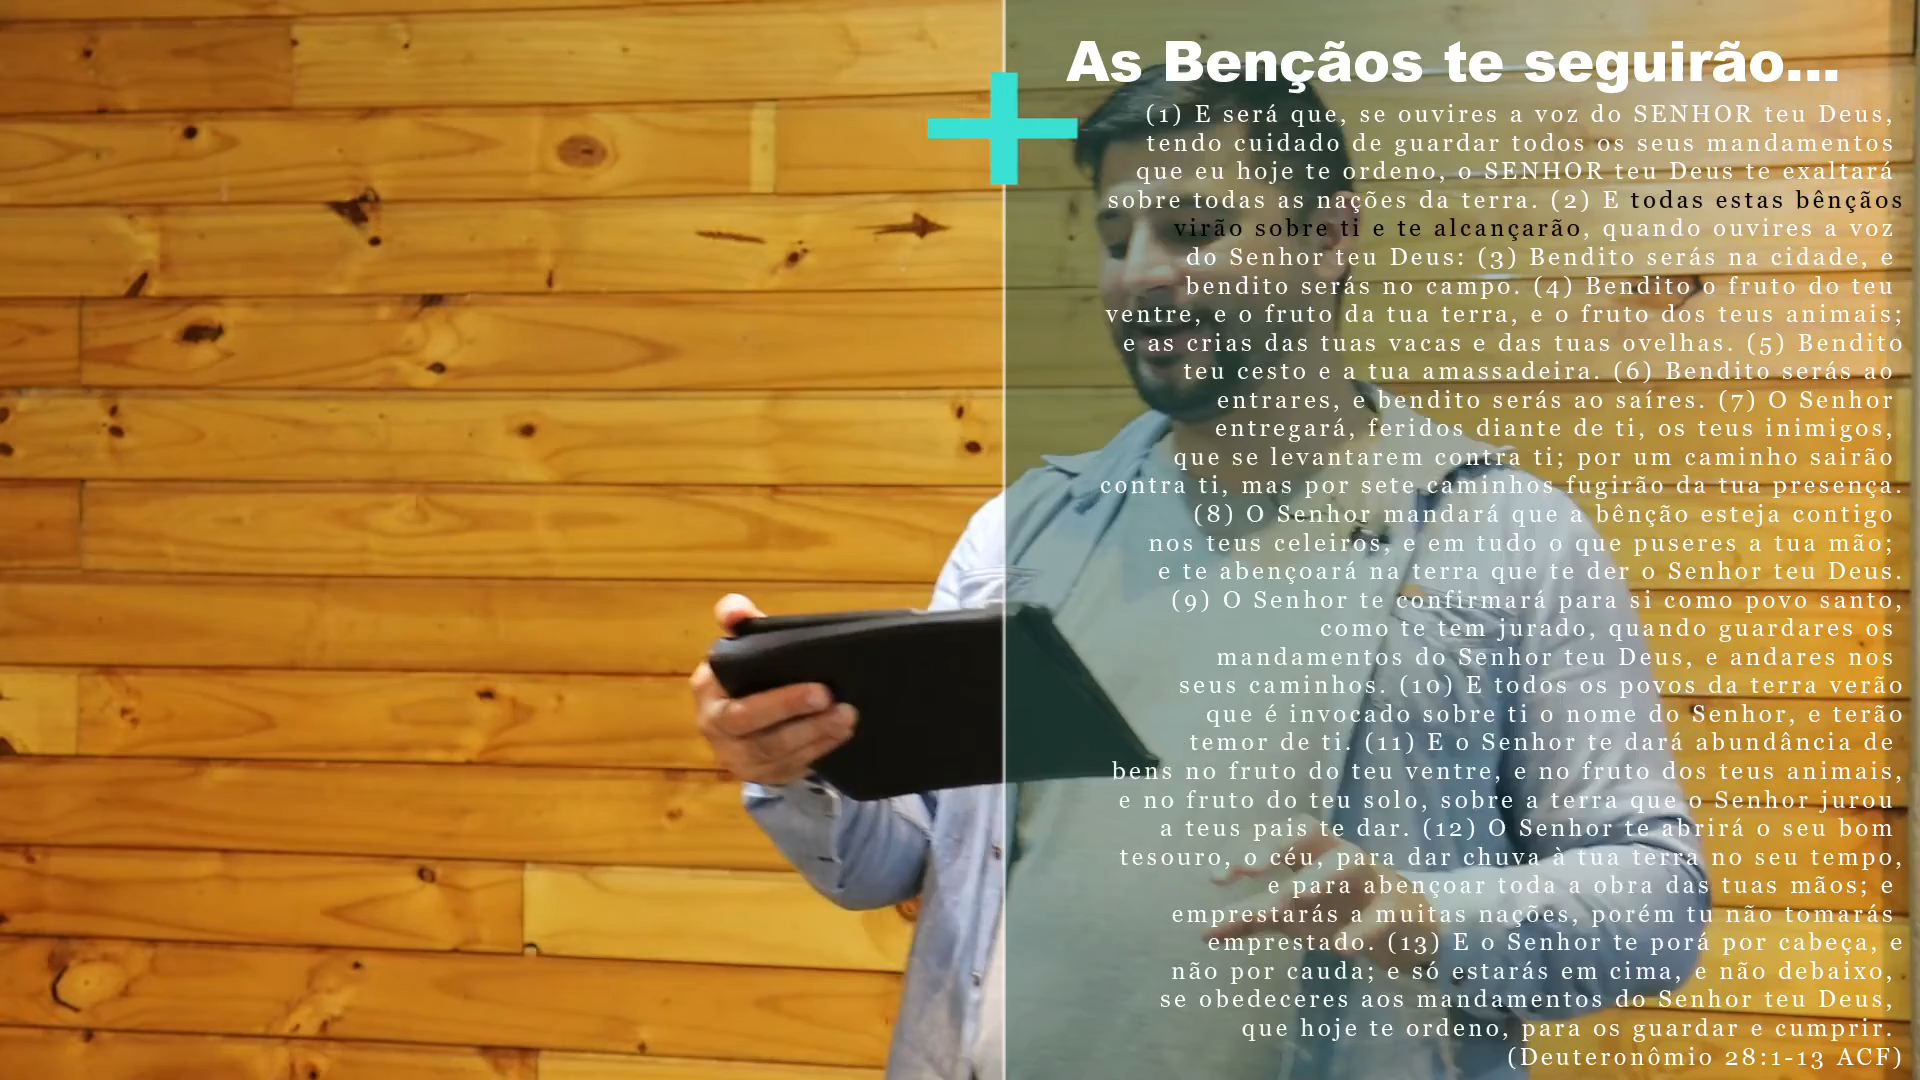 As Bençãos te seguirão...
(1) E será que, se ouvires a voz do SENHOR teu Deus,
tendo cuidado de guardar todos os seus mandamentos
que eu hoje te ordeno, o SENHOR teu Deus te exaltará
sobre todas as nações da terra. (2) E todas estas bênçãos
virão sobre ti e te alcançarão, quando ouvires a voz
do Senhor teu Deus: (3) Bendito serás na cidade, e
bendito serás no campo. (4) Bendito o fruto do teu
ventre, e o fruto da tua terra, e o fruto dos teus animais;
e as crias das tuas vacas e das tuas ovelhas. (5) Bendito
teu cesto e a tua amassadeira. (6) Bendito serás ao
entrares, e bendito serás ao saíres. (7) O Senhor
entregará, feridos diante de ti, os teus inimigos,
que se levantarem contra ti; por um caminho sairão
contra ti, mas por sete caminhos fugirão da tua presença.
(8) O Senhor mandará que a bênção esteja contigo
nos teus celeiros, e em tudo o que puseres a tua mão;
e te abençoará na terra que te der o Senhor teu Deus.
(9) O Senhor te confirmará para si como povo santo,
como te tem jurado, quando guardares os
mandamentos do Senhor teu Deus, e andares nos
seus caminhos. (10) E todos os povos da terra verão
que é invocado sobre ti o nome do Senhor, e terão
temor de ti. (11) E o Senhor te dará abundância de
bens no fruto do teu ventre, e no fruto dos teus animais,
e no fruto do teu solo, sobre a terra que o Senhor jurou
a teus pais te dar. (12) O Senhor te abrirá o seu bom
tesouro, o céu, para dar chuva à tua terra no seu tempo,
e para abençoar toda a obra das tuas mãos; e
emprestarás a muitas nações, porém tu não tomarás
emprestado. (13) E o Senhor te porá por cabeça, e
não por cauda; e só estarás em cima, e não debaixo,
se obedeceres aos mandamentos do Senhor teu Deus,
que hoje te ordeno, para os guardar e cumprir.
(Deuteronômio 28:1-13 ACF)